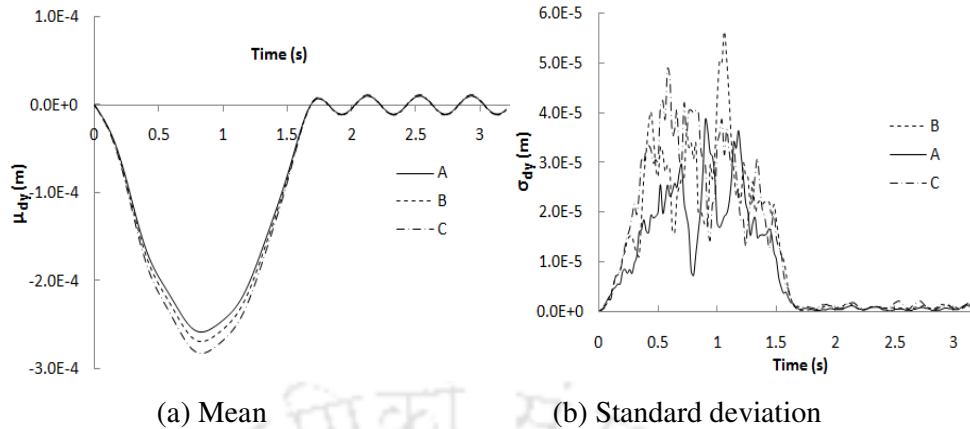 1.0E-4
Time (s)
0.0E+0
0 0.5 1 1.5 2 2.5 3
-1.0E-4
-2.0E-4
-3.0E-4
μdy(m)
A
B
C
(a) Mean
6.0E-5
5.0E-5
4.0E-5
3.0E-5
2.0E-5
1.0E-5
0.0E+0
σdy(m)
0 0.5 1 1.5 2 2.5 3
Time (s)
B
A
C
(b) Standard deviation